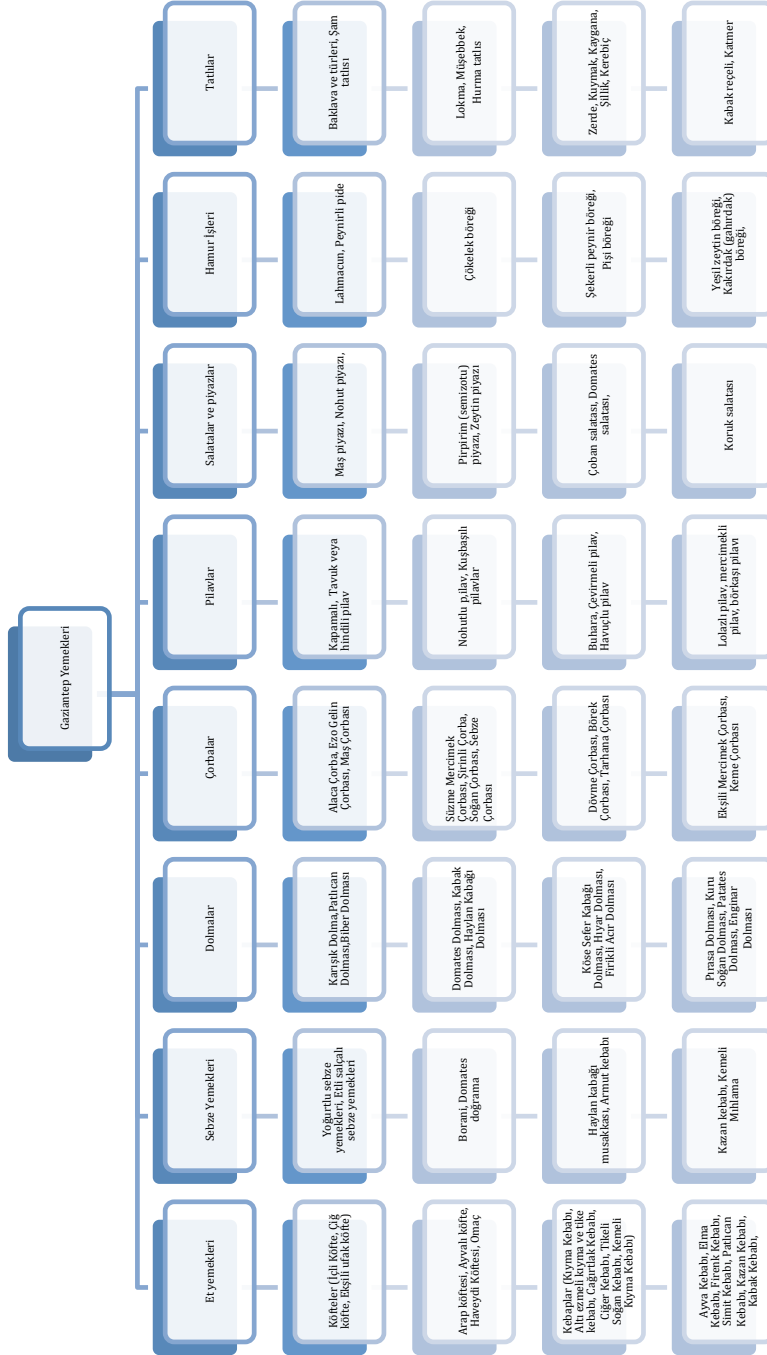 Gaziantep Yemekleri
Et yemekleri
Köfteler (İçli Köfte, Çiğ
köfte, Ekşili ufak köfte)
Arap köftesi, Ayvalı köfte,
Haveydi Köftesi, Omaç
Kebaplar (Kıyma Kebabı,
Altı ezmeli kıyma ve tike
kebabı, Cağırtlak Kebabı,
Ciğer Kebabı, Tikeli
Soğan Kebabı, Kemeli
Kıyma Kebabı)
Ayva Kebabı, Elma
Kebabı, Firenk Kebabı,
Simit Kebabı, Patlıcan
Kebabı, Kazan Kebabı,
Kabak Kebabı,
Sebze Yemekleri
Yoğurtlu sebze
yemekleri, Etli salçalı
sebze yemekleri
Borani, Domates
doğrama
Haylan kabağı
musakkası, Armut kebabı
Kazan kebabı, Kemeli
Mıhlama
Dolmalar
Karışık Dolma,Patlıcan
Dolması,Biber Dolması
Domates Dolması, Kabak
Dolması, Haylan Kabağı
Dolması
Köse Sefer Kabağı
Dolması, Hıyar Dolması,
Firikli Acır Dolması
Pırasa Dolması, Kuru
Soğan Dolması, Patates
Dolması, Enginar
Dolması
Çorbalar
Alaca Çorba, Ezo Gelin
Çorbası, Maş Çorbası
Süzme Mercimek
Çorbası, Şirinli Çorba,
Soğan Çorbası, Sebze
Çorbası
Dövme Çorbası, Börek
Çorbası, Tarhana Çorbası
Ekşili Mercimek Çorbası,
Keme Çorbası
Pilavlar
Kapamalı, Tavuk veya
hindili pilav
Nohutlu p,ilav, Kuşbaşılı
pilavlar
Buhara, Çevirmeli pilav,
Havuçlu pilav
Lolazlı pilav, mercimekli
pilav, börkaşı pilavı
Salatalar ve piyazlar
Maş piyazı, Nohut piyazı,
Pirpirim (semizotu)
piyazı, Zeytin piyazı
Çoban salatası, Domates
salatası,
Koruk salatası
Hamur İşleri
Lahmacun, Peynirli pide
Çökelek böreği
Şekerli peynir böreği,
Pişi böreği
Yeşil zeytin böreği,
Kakırdak (gahırdak)
böreği,
Tatlılar
Baklava ve türleri, Şam
tatlısı
Lokma, Müşebbek,
Hurma tatlıs
Zerde, Kuymak, Kaygana,
Şıllik, Kerebiç
Kabak reçeli, Katmer